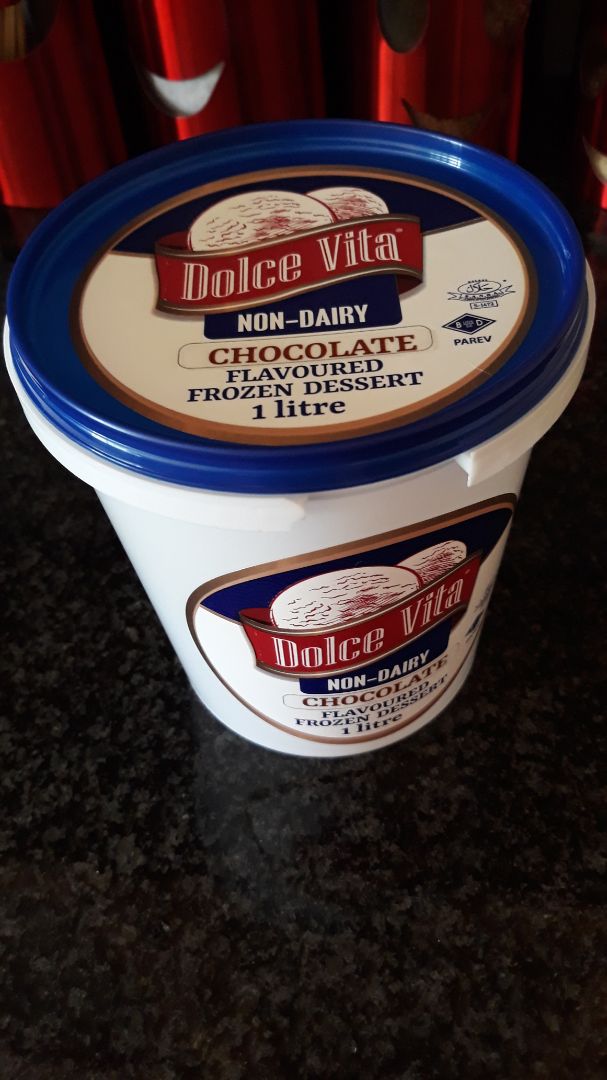 Dolce Vita
NON-DAIRY
CHOCOLATE
FLAVOURED
FROZEN DESSERT
1 litre
B D
PAREV
Dolce Vita
NON-DAIRY
CHOCOLATE
FLAVOURED
FROZEN DESSERT
1 litre